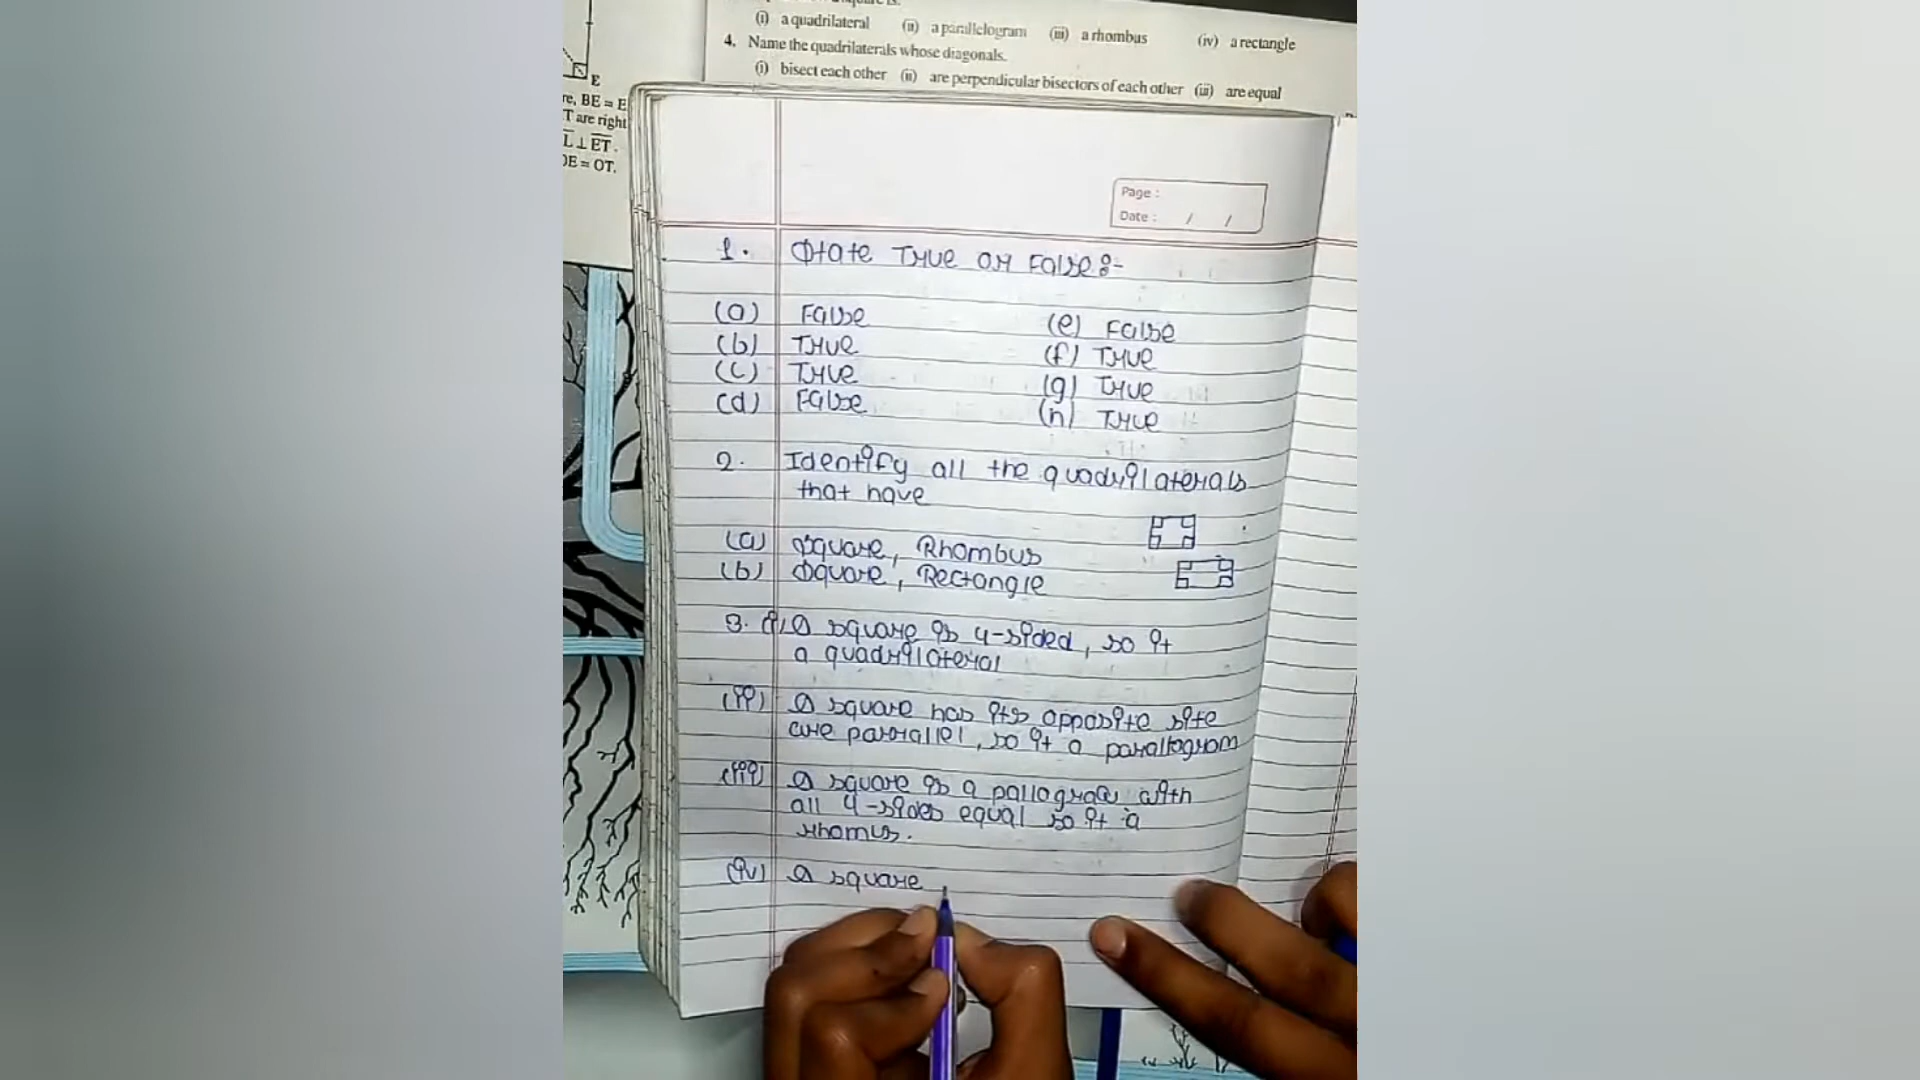 (i) a quadrilateral (ii) a parallelogram (iii) a rhombus (iv) a rectangle
4. Name the quadrilaterals whose diagonals.
(i) bisect each other (ii) are perpendicular bisectors of each other (iii) are equal
E
re, BE = E
T are right
L ⊥ ET.
OE = OT.
Page :
Date : / /
1. State True or False :-
(a) False (e) False
(b) True (f) True
(c) True (g) True
(d) False (h) True
2. Identify all the quadrilaterals
that have
(a) Square, Rhombus
(b) Square, Rectangle
3. (i) A square is 4-sided, so it
a quadrilateral
(ii) A square has its opposite site
are parrallel, so it a parallogram
(iii) A square is a pallogram with
all 4-sides equal so it a
rhomus.
(iv) A square